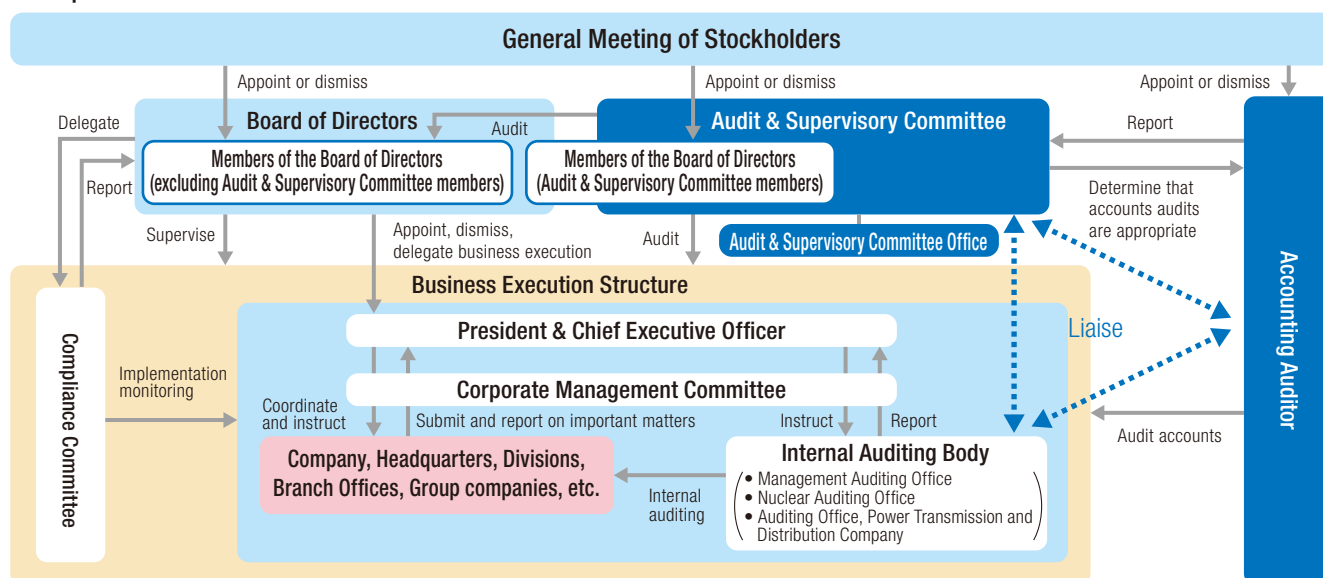 General Meeting of Stockholders
Appoint or dismiss
Appoint or dismiss
Appoint or dismiss
Board of Directors
Audit & Supervisory Committee
Delegate
Audit
Report
Members of the Board of Directors
(excluding Audit & Supervisory Committee members)
Members of the Board of Directors
(Audit & Supervisory Committee members)
Report
Determine that
accounts audits
are appropriate
Supervise
Appoint, dismiss,
delegate business execution
Audit
Audit & Supervisory Committee Office
Accounting Auditor
Business Execution Structure
Compliance Committee
President & Chief Executive Officer
Liaise
Implementation
monitoring
Corporate Management Committee
Coordinate
and instruct
Submit and report on important matters
Instruct
Report
Audit accounts
Company, Headquarters, Divisions,
Branch Offices, Group companies, etc.
Internal
auditing
Internal Auditing Body
• Management Auditing Office
• Nuclear Auditing Office
• Auditing Office, Power Transmission and
Distribution Company